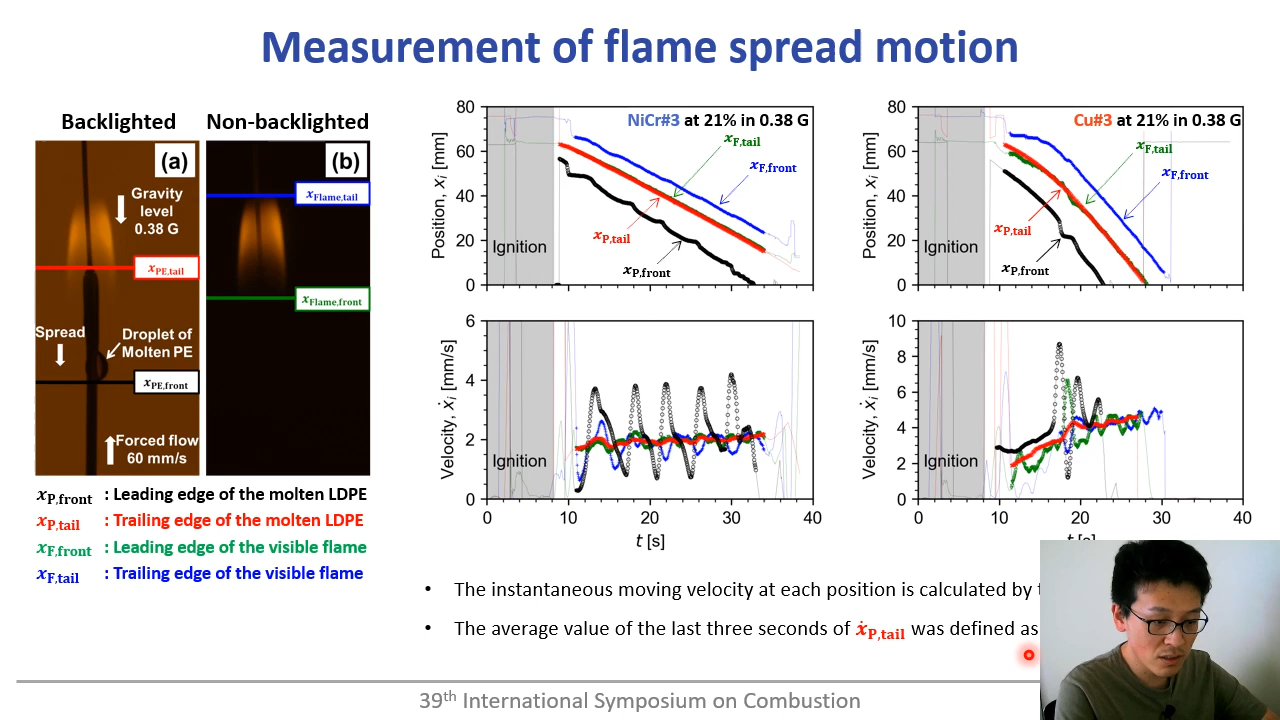 Measurement of flame spread motion
Backlighted
Non-backlighted
(a)
Gravity
level
0.38 G
x_PE,tail
Spread
Droplet of
Molten PE
x_PE,front
Forced flow
60 mm/s
(b)
x_Flame,tail
x_Flame,front
x_P,front : Leading edge of the molten LDPE
x_P,tail : Trailing edge of the molten LDPE
x_F,front : Leading edge of the visible flame
x_F,tail : Trailing edge of the visible flame
NiCr#3 at 21% in 0.38 G
Position, x_i [mm]
80
60
40
20
0
Ignition
x_F,tail
x_F,front
x_P,tail
x_P,front
Velocity, ẋ_i [mm/s]
6
4
2
0
Ignition
0 10 20 30 40
t [s]
Cu#3 at 21% in 0.38 G
Position, x_i [mm]
80
60
40
20
0
Ignition
x_F,tail
x_F,front
x_P,tail
x_P,front
Velocity, ẋ_i [mm/s]
10
8
6
4
2
0
Ignition
0 10 20 30 40
t [s]
• The instantaneous moving velocity at each position is calculated by
• The average value of the last three seconds of ẋ_P,tail was defined as
39th International Symposium on Combustion